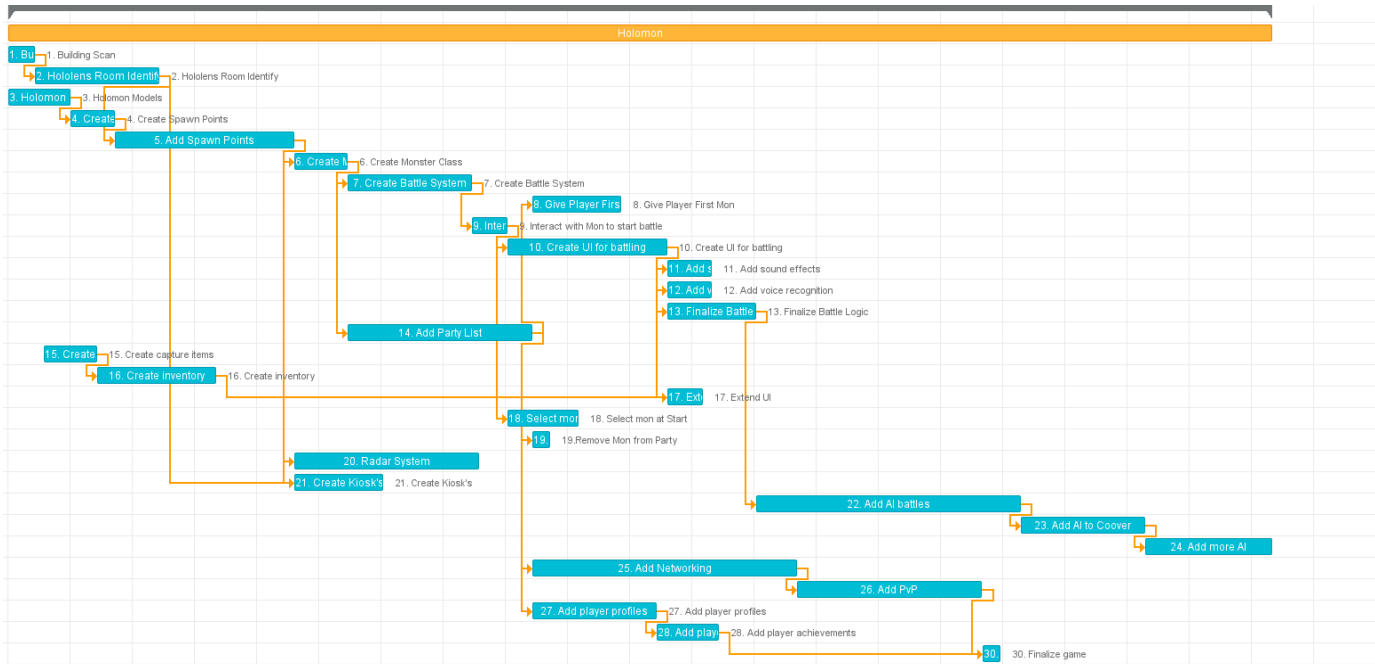 Holomon
1. Bu 1. Building Scan
2. Hololens Room Identify 2. Hololens Room Identify
3. Holomon 3. Holomon Models
4. Create 4. Create Spawn Points
5. Add Spawn Points
6. Create M 6. Create Monster Class
7. Create Battle System 7. Create Battle System
8. Give Player Firs 8. Give Player First Mon
9. Inter 9. Interact with Mon to start battle
10. Create UI for battling 10. Create UI for battling
11. Add s 11. Add sound effects
12. Add v 12. Add voice recognition
13. Finalize Battle 13. Finalize Battle Logic
14. Add Party List
15. Create 15. Create capture items
16. Create inventory 16. Create inventory
17. Ext 17. Extend UI
18. Select mon 18. Select mon at Start
19. 19.Remove Mon from Party
20. Radar System
21. Create Kiosk's 21. Create Kiosk's
22. Add AI battles
23. Add AI to Coover
24. Add more AI
25. Add Networking
26. Add PvP
27. Add player profiles 27. Add player profiles
28. Add play 28. Add player achievements
30. 30. Finalize game